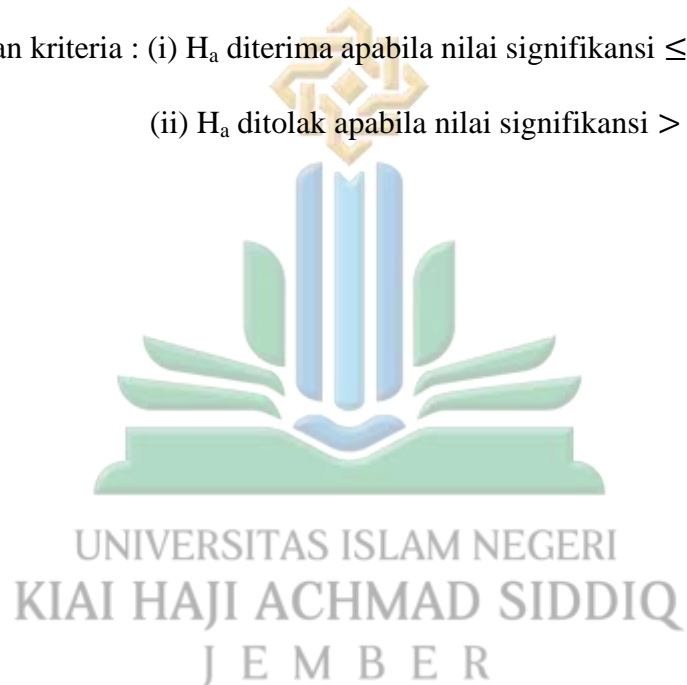 an kriteria : (i) Hₐ diterima apabila nilai signifikansi ≤
(ii) Hₐ ditolak apabila nilai signifikansi >
UNIVERSITAS ISLAM NEGERI
KIAI HAJI ACHMAD SIDDIQ
J E M B E R